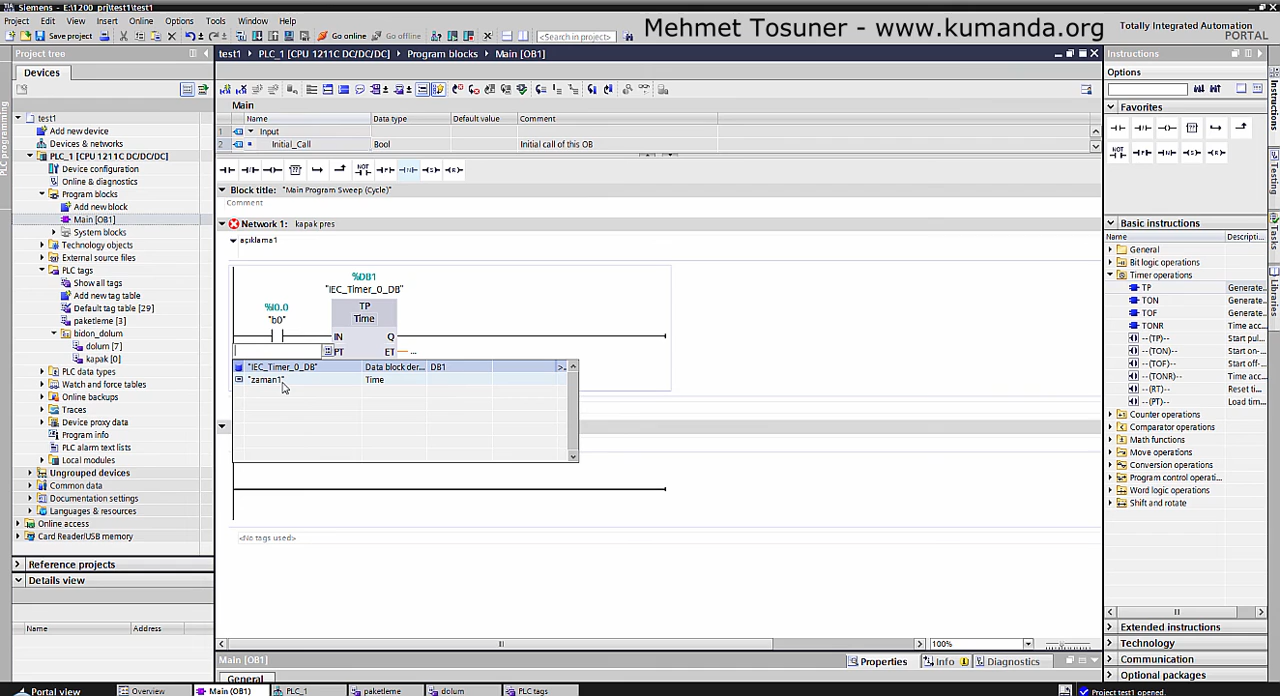 Siemens - E:\1200_prj\test1\test1
Project Edit View Insert Online Options Tools Window Help
Mehmet Tosuner - www.kumanda.org
Totally Integrated Automation
PORTAL
Save project Go online Go offline <Search in project>
Project tree
test1 PLC_1 [CPU 1211C DC/DC/DC] Program blocks Main [OB1]
Instructions
Devices
Options
PLC programming
test1
Add new device
Devices & networks
PLC_1 [CPU 1211C DC/DC/DC]
Device configuration
Online & diagnostics
Program blocks
Add new block
Main [OB1]
System blocks
Technology objects
External source files
PLC tags
Show all tags
Add new tag table
Default tag table [29]
paketleme [3]
bidon_dolum
dolum [7]
kapak [0]
PLC data types
Watch and force tables
Online backups
Traces
Device proxy data
Program info
PLC alarm text lists
Local modules
Ungrouped devices
Common data
Documentation settings
Languages & resources
Online access
Card Reader/USB memory
Reference projects
Details view
Name Address
Main
Name Data type Default value Comment
1 Input
2 Initial_Call Bool Initial call of this OB
Block title: "Main Program Sweep (Cycle)"
Comment
Network 1: kapak pres
açıklama1
%DB1
"IEC_Timer_0_DB"
%I0.0
"b0"
TP
Time
IN Q
PT ET ...
"IEC_Timer_0_DB" Data block der... DB1
"zaman1" Time
<No tags used>
100%
Main [OB1]
Properties Info Diagnostics
General
Favorites
Basic instructions
Name Descripti...
General
Bit logic operations
Timer operations
TP Generate..
TON Generate..
TOF Generate..
TONR Time acc..
--(TP)-- Start pul..
--(TON)-- Start on-..
--(TOF)-- Start off-..
--(TONR)-- Time acc..
--(RT)-- Reset ti..
--(PT)-- Load tim..
Counter operations
Comparator operations
Math functions
Move operations
Conversion operations
Program control operati...
Word logic operations
Shift and rotate
Extended instructions
Technology
Communication
Optional packages
Instructions
Testing
Tasks
Libraries
Portal view Overview Main (OB1) PLC_1 paketleme dolum PLC tags Project test1 opened.